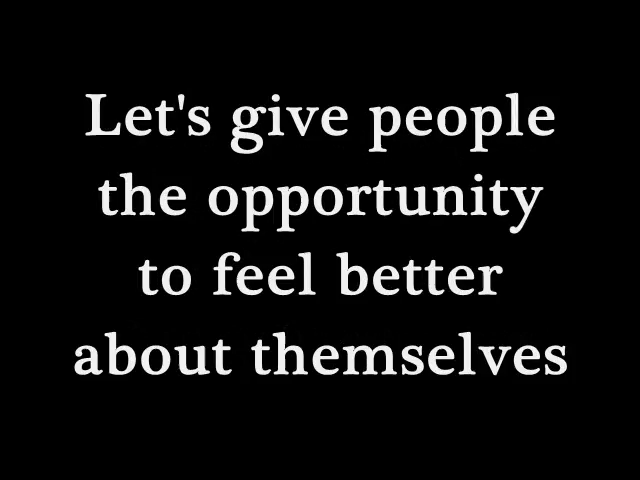 Let's give people
the opportunity
to feel better
about themselves